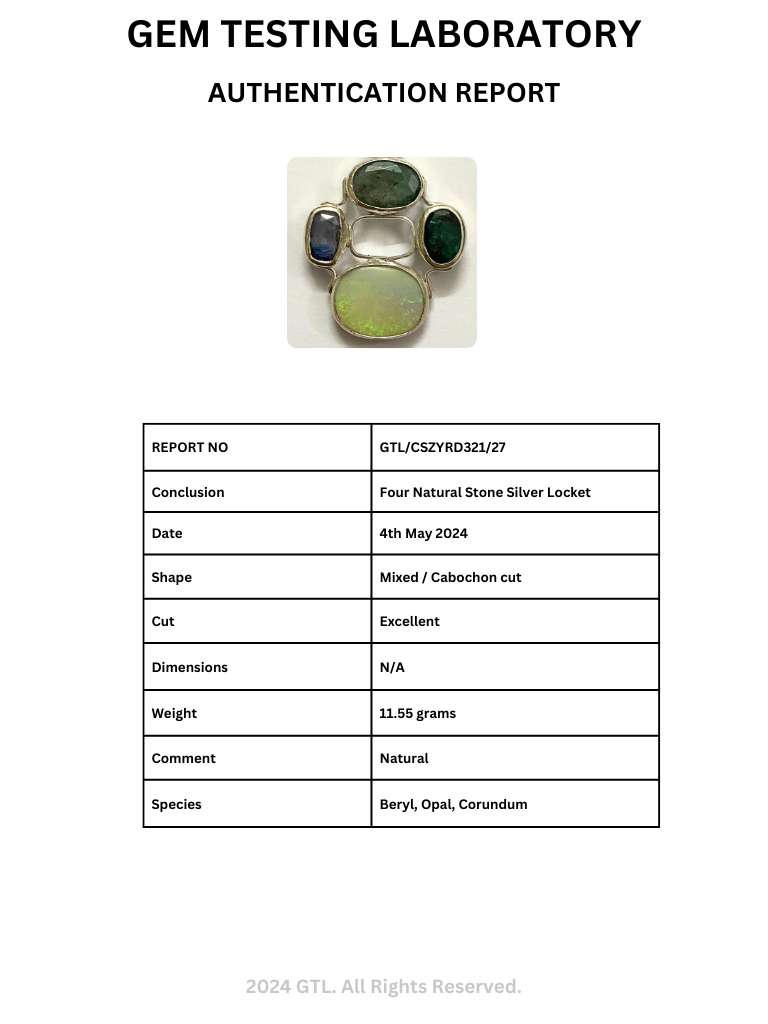 GEM TESTING LABORATORY
AUTHENTICATION REPORT
REPORT NO GTL/CSZYRD321/27
Conclusion Four Natural Stone Silver Locket
Date 4th May 2024
Shape Mixed / Cabochon cut
Cut Excellent
Dimensions N/A
Weight 11.55 grams
Comment Natural
Species Beryl, Opal, Corundum
2024 GTL. All Rights Reserved.